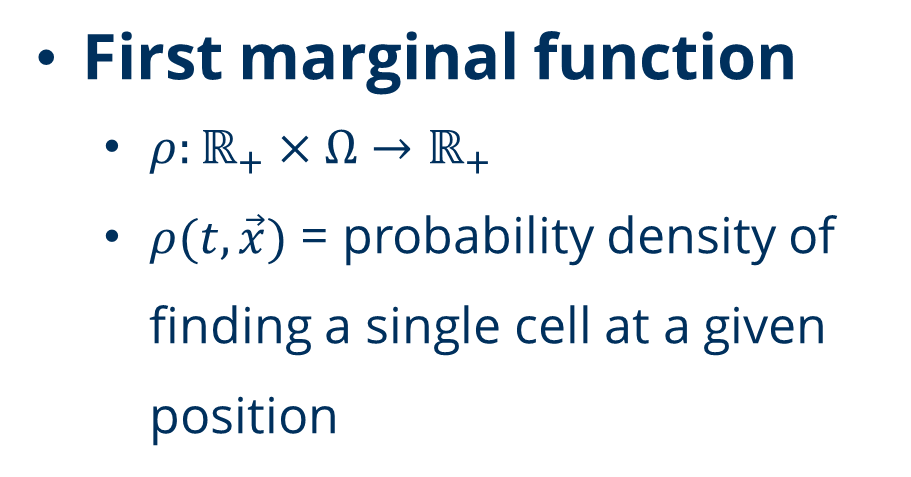 • First marginal function
• 𝜌: ℝ₊ × Ω → ℝ₊
• 𝜌(𝑡, 𝑥⃗) = probability density of
finding a single cell at a given
position